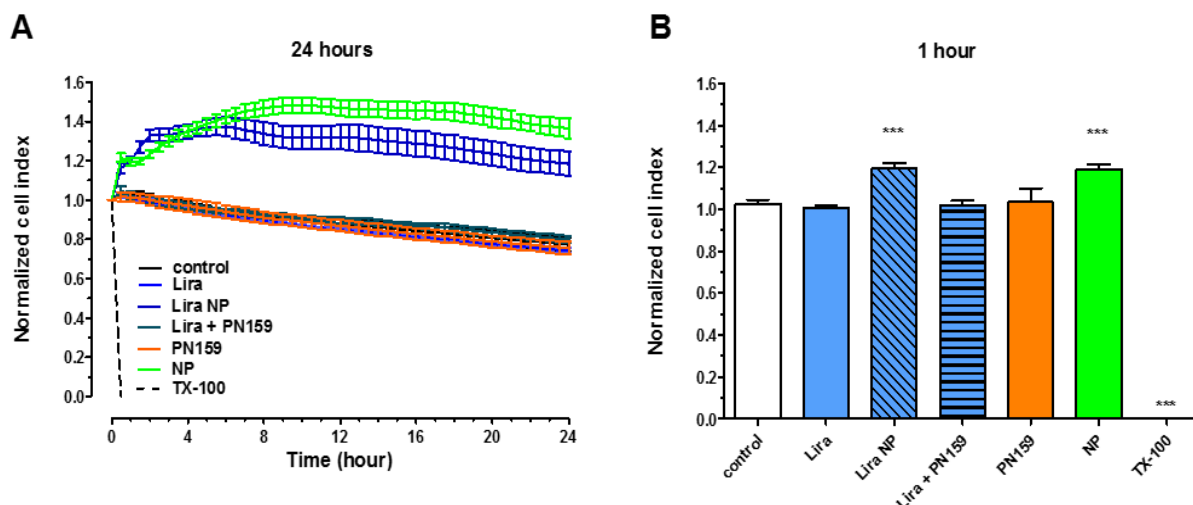 A
24 hours
Normalized cell index
1.6
1.4
1.2
1.0
0.8
0.6
0.4
0.2
0.0
control
Lira
Lira NP
Lira + PN159
PN159
NP
TX-100
0 4 8 12 16 20 24
Time (hour)
B
1 hour
Normalized cell index
1.6
1.4
1.2
1.0
0.8
0.6
0.4
0.2
0.0
*** *** ***
control
Lira
Lira NP
Lira + PN159
PN159
NP
TX-100